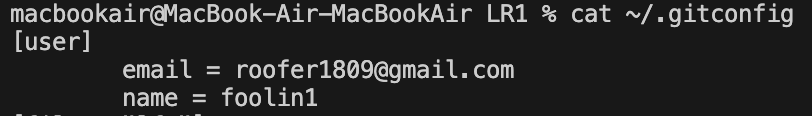 macbookair@MacBook-Air-MacBookAir LR1 % cat ~/.gitconfig
[user]
email = roofer1809@gmail.com
name = foolin1